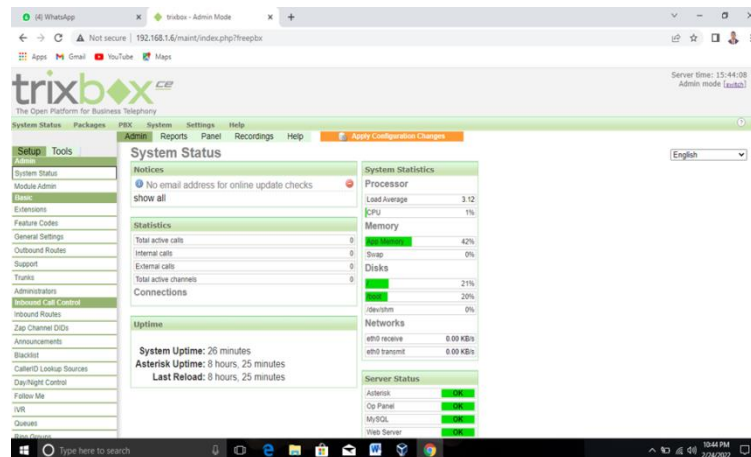 (4) WhatsApp
trixbox - Admin Mode
Not secure | 192.168.1.6/maint/index.php?freepbx
Apps Gmail YouTube Maps
trixbox ce
The Open Platform for Business Telephony
Server time: 15:44:08
Admin mode [switch]
System Status Packages PBX System Settings Help
Admin Reports Panel Recordings Help Apply Configuration Changes
Setup Tools
English
Admin
System Status
Module Admin
Basic
Extensions
Feature Codes
General Settings
Outbound Routes
Support
Trunks
Administrators
Inbound Call Control
Inbound Routes
Zap Channel DIDs
Announcements
Blacklist
CallerID Lookup Sources
Day/Night Control
Follow Me
IVR
Queues
Ring Groups
System Status
Notices
No email address for online update checks
show all
Statistics
Total active calls 0
Internal calls 0
External calls 0
Total active channels 0
Connections
Uptime
System Uptime: 26 minutes
Asterisk Uptime: 8 hours, 25 minutes
Last Reload: 8 hours, 25 minutes
System Statistics
Processor
Load Average 3.12
CPU 1%
Memory
App Memory 42%
Swap 0%
Disks
/ 21%
/boot 20%
/dev/shm 0%
Networks
eth0 receive 0.00 KB/s
eth0 transmit 0.00 KB/s
Server Status
Asterisk OK
Op Panel OK
MySQL OK
Web Server OK
Type here to search
10:44 PM
2/24/2022